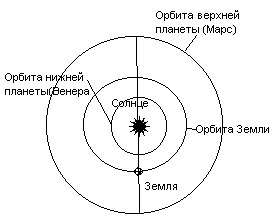 Орбита верхней
планеты (Марс)
Орбита нижней
планеты(Венера
Солнце
Орбита Земли
Земля